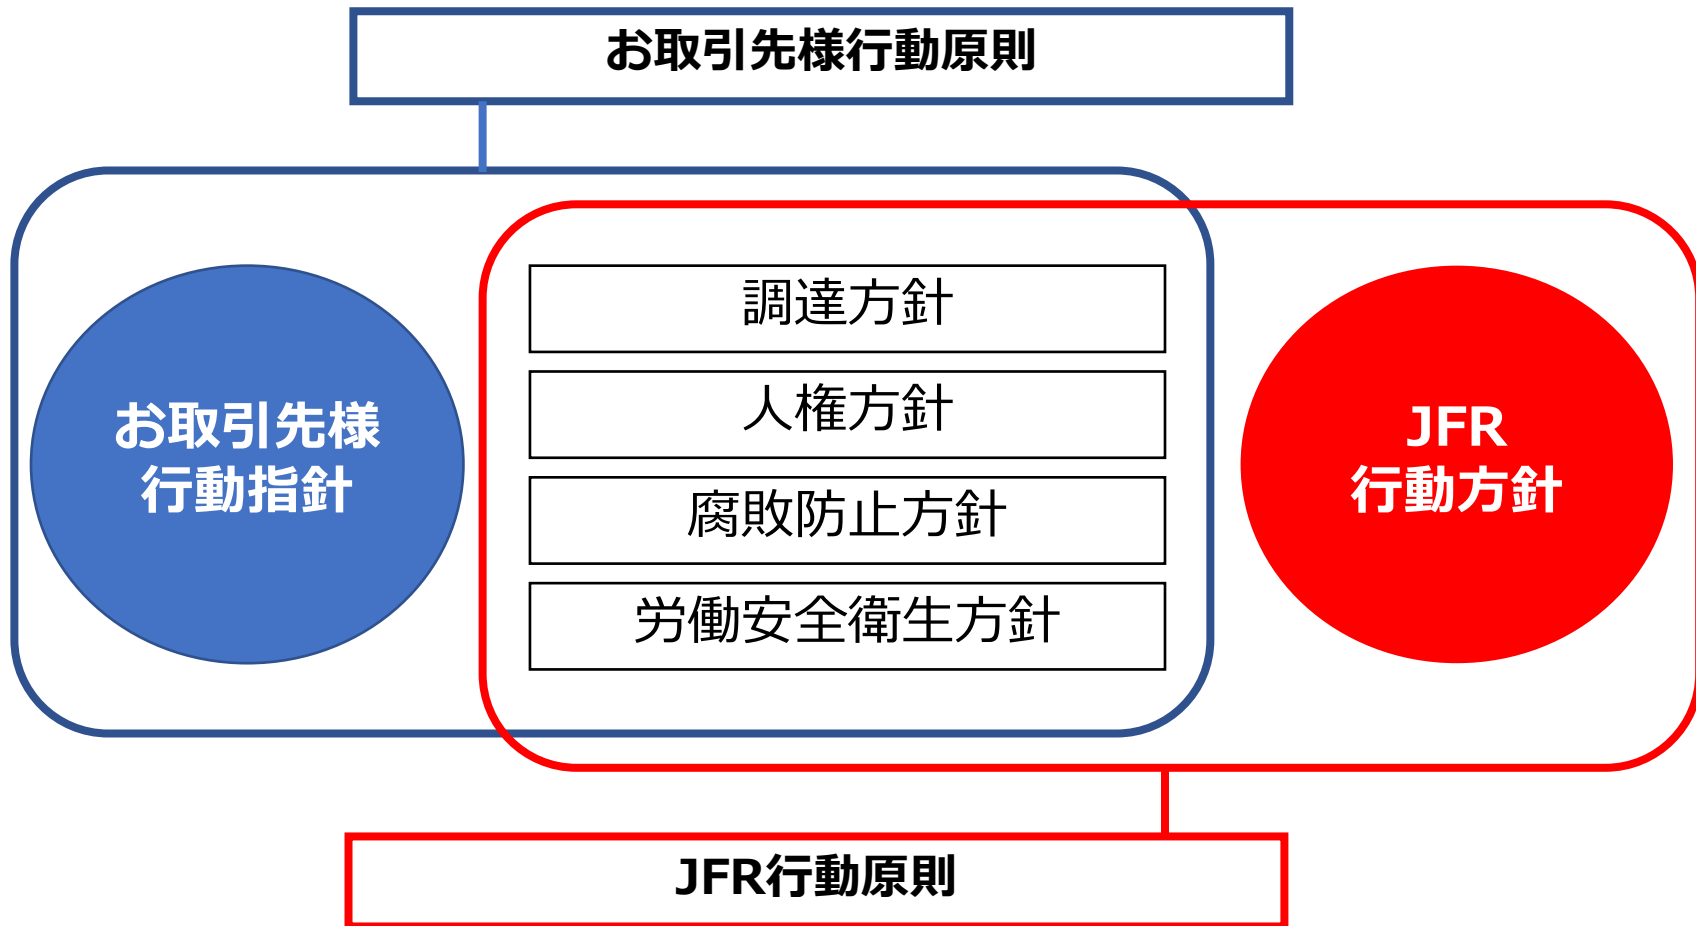 お取引先様行動原則
お取引先様
行動指針
調達方針
人権方針
腐敗防止方針
労働安全衛生方針
JFR
行動方針
JFR行動原則